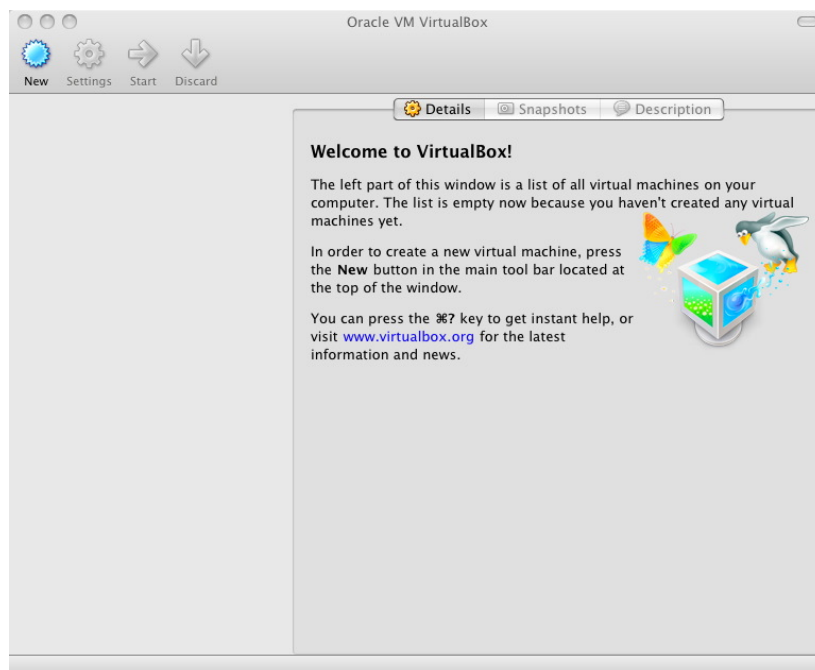 Oracle VM VirtualBox
New Settings Start Discard
Details Snapshots Description
Welcome to VirtualBox!
The left part of this window is a list of all virtual machines on your
computer. The list is empty now because you haven't created any virtual
machines yet.
In order to create a new virtual machine, press
the New button in the main tool bar located at
the top of the window.
You can press the ⌘? key to get instant help, or
visit www.virtualbox.org for the latest
information and news.